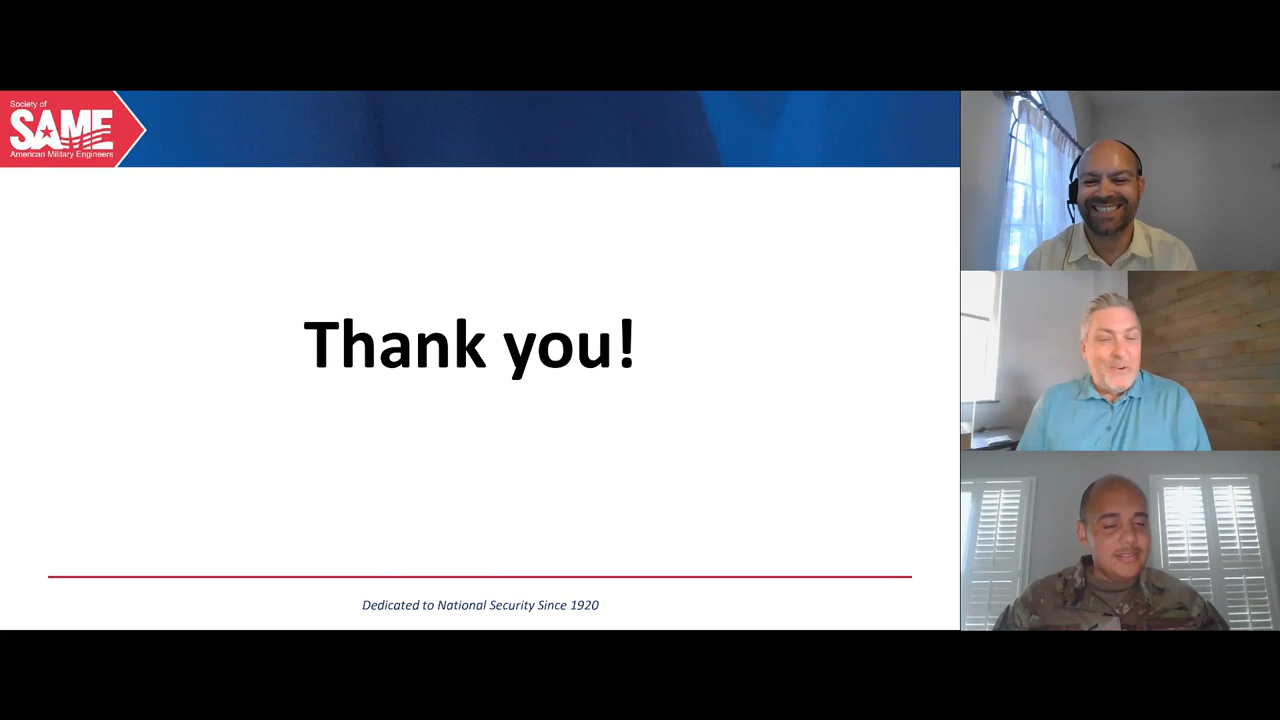 Society of
SAME
American Military Engineers
Thank you!
Dedicated to National Security Since 1920